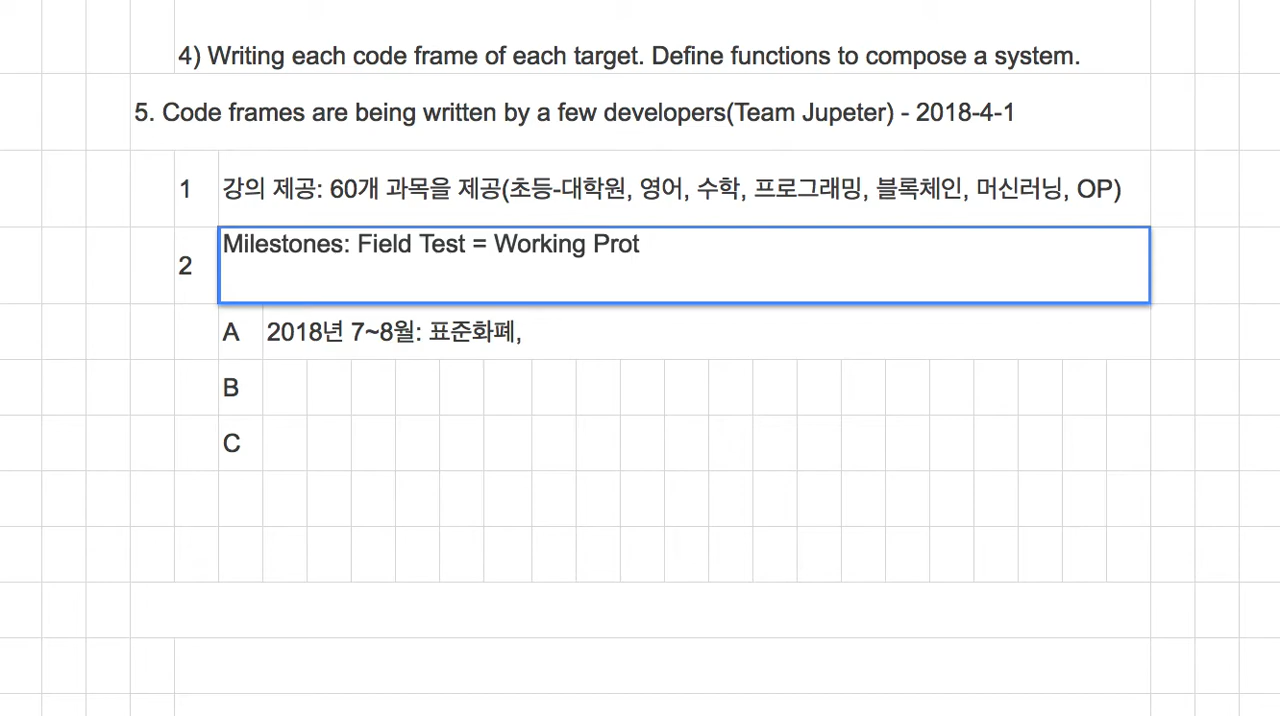 4) Writing each code frame of each target. Define functions to compose a system.
5. Code frames are being written by a few developers(Team Jupeter) - 2018-4-1
1 강의 제공: 60개 과목을 제공(초등-대학원, 영어, 수학, 프로그래밍, 블록체인, 머신러닝, OP)
2 Milestones: Field Test = Working Prot
A 2018년 7~8월: 표준화폐,
B
C